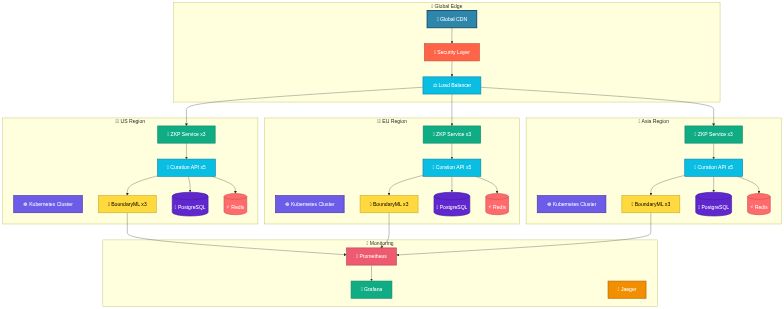 Global Edge
Global CDN
Security Layer
Load Balancer
US Region
EU Region
Asia Region
ZKP Service x3
ZKP Service x3
ZKP Service x3
Curation API x5
Curation API x5
Curation API x5
Kubernetes Cluster
BoundaryML x3
PostgreSQL
Redis
Kubernetes Cluster
BoundaryML x3
PostgreSQL
Redis
Kubernetes Cluster
BoundaryML x3
PostgreSQL
Redis
Monitoring
Prometheus
Grafana
Jaeger